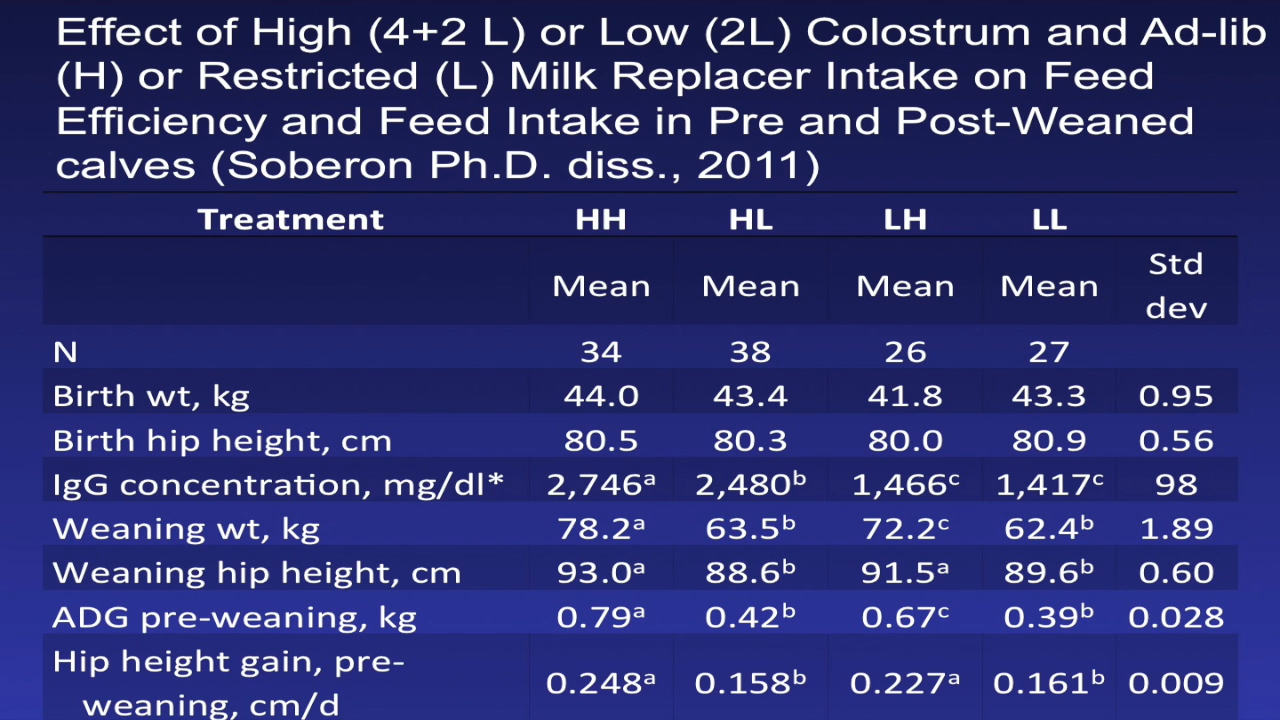 Effect of High (4+2 L) or Low (2L) Colostrum and Ad-lib
(H) or Restricted (L) Milk Replacer Intake on Feed
Efficiency and Feed Intake in Pre and Post-Weaned
calves (Soberon Ph.D. diss., 2011)
Treatment HH HL LH LL
Mean Mean Mean Mean Std dev
N 34 38 26 27
Birth wt, kg 44.0 43.4 41.8 43.3 0.95
Birth hip height, cm 80.5 80.3 80.0 80.9 0.56
IgG concentration, mg/dl* 2,746ᵃ 2,480ᵇ 1,466ᶜ 1,417ᶜ 98
Weaning wt, kg 78.2ᵃ 63.5ᵇ 72.2ᶜ 62.4ᵇ 1.89
Weaning hip height, cm 93.0ᵃ 88.6ᵇ 91.5ᵃ 89.6ᵇ 0.60
ADG pre-weaning, kg 0.79ᵃ 0.42ᵇ 0.67ᶜ 0.39ᵇ 0.028
Hip height gain, pre-
weaning, cm/d 0.248ᵃ 0.158ᵇ 0.227ᵃ 0.161ᵇ 0.009